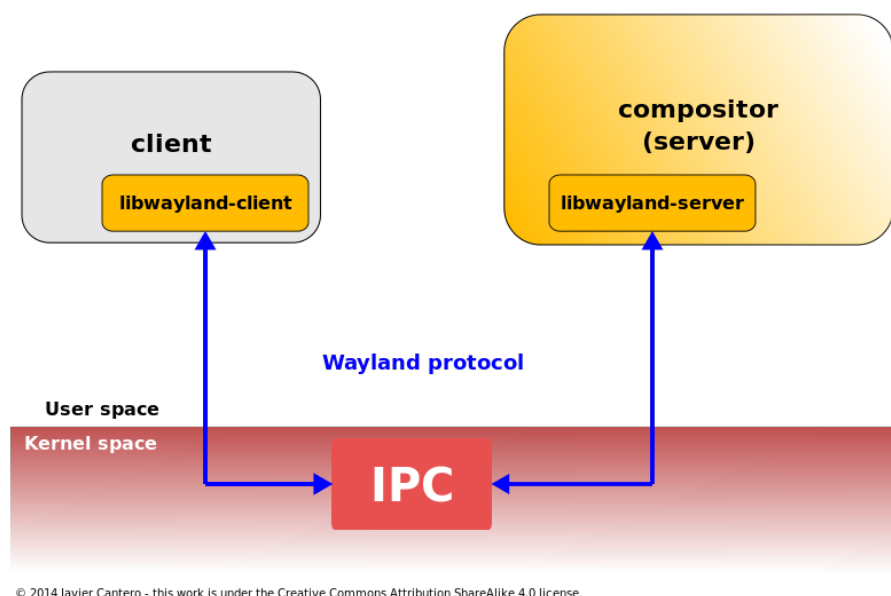 client
libwayland-client
compositor
(server)
libwayland-server
Wayland protocol
User space
Kernel space
IPC
© 2014 Javier Cantero - this work is under the Creative Commons Attribution ShareAlike 4.0 license